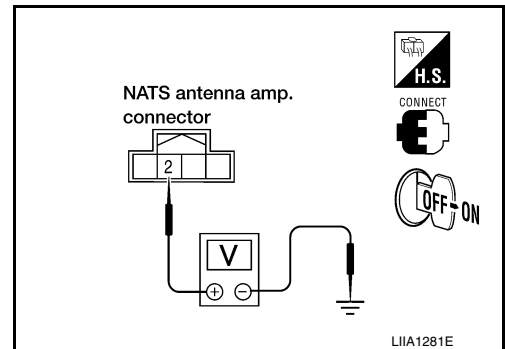 H.S.
NATS antenna amp.
connector
CONNECT
2
OFF ON
V
+ −
LIIA1281E